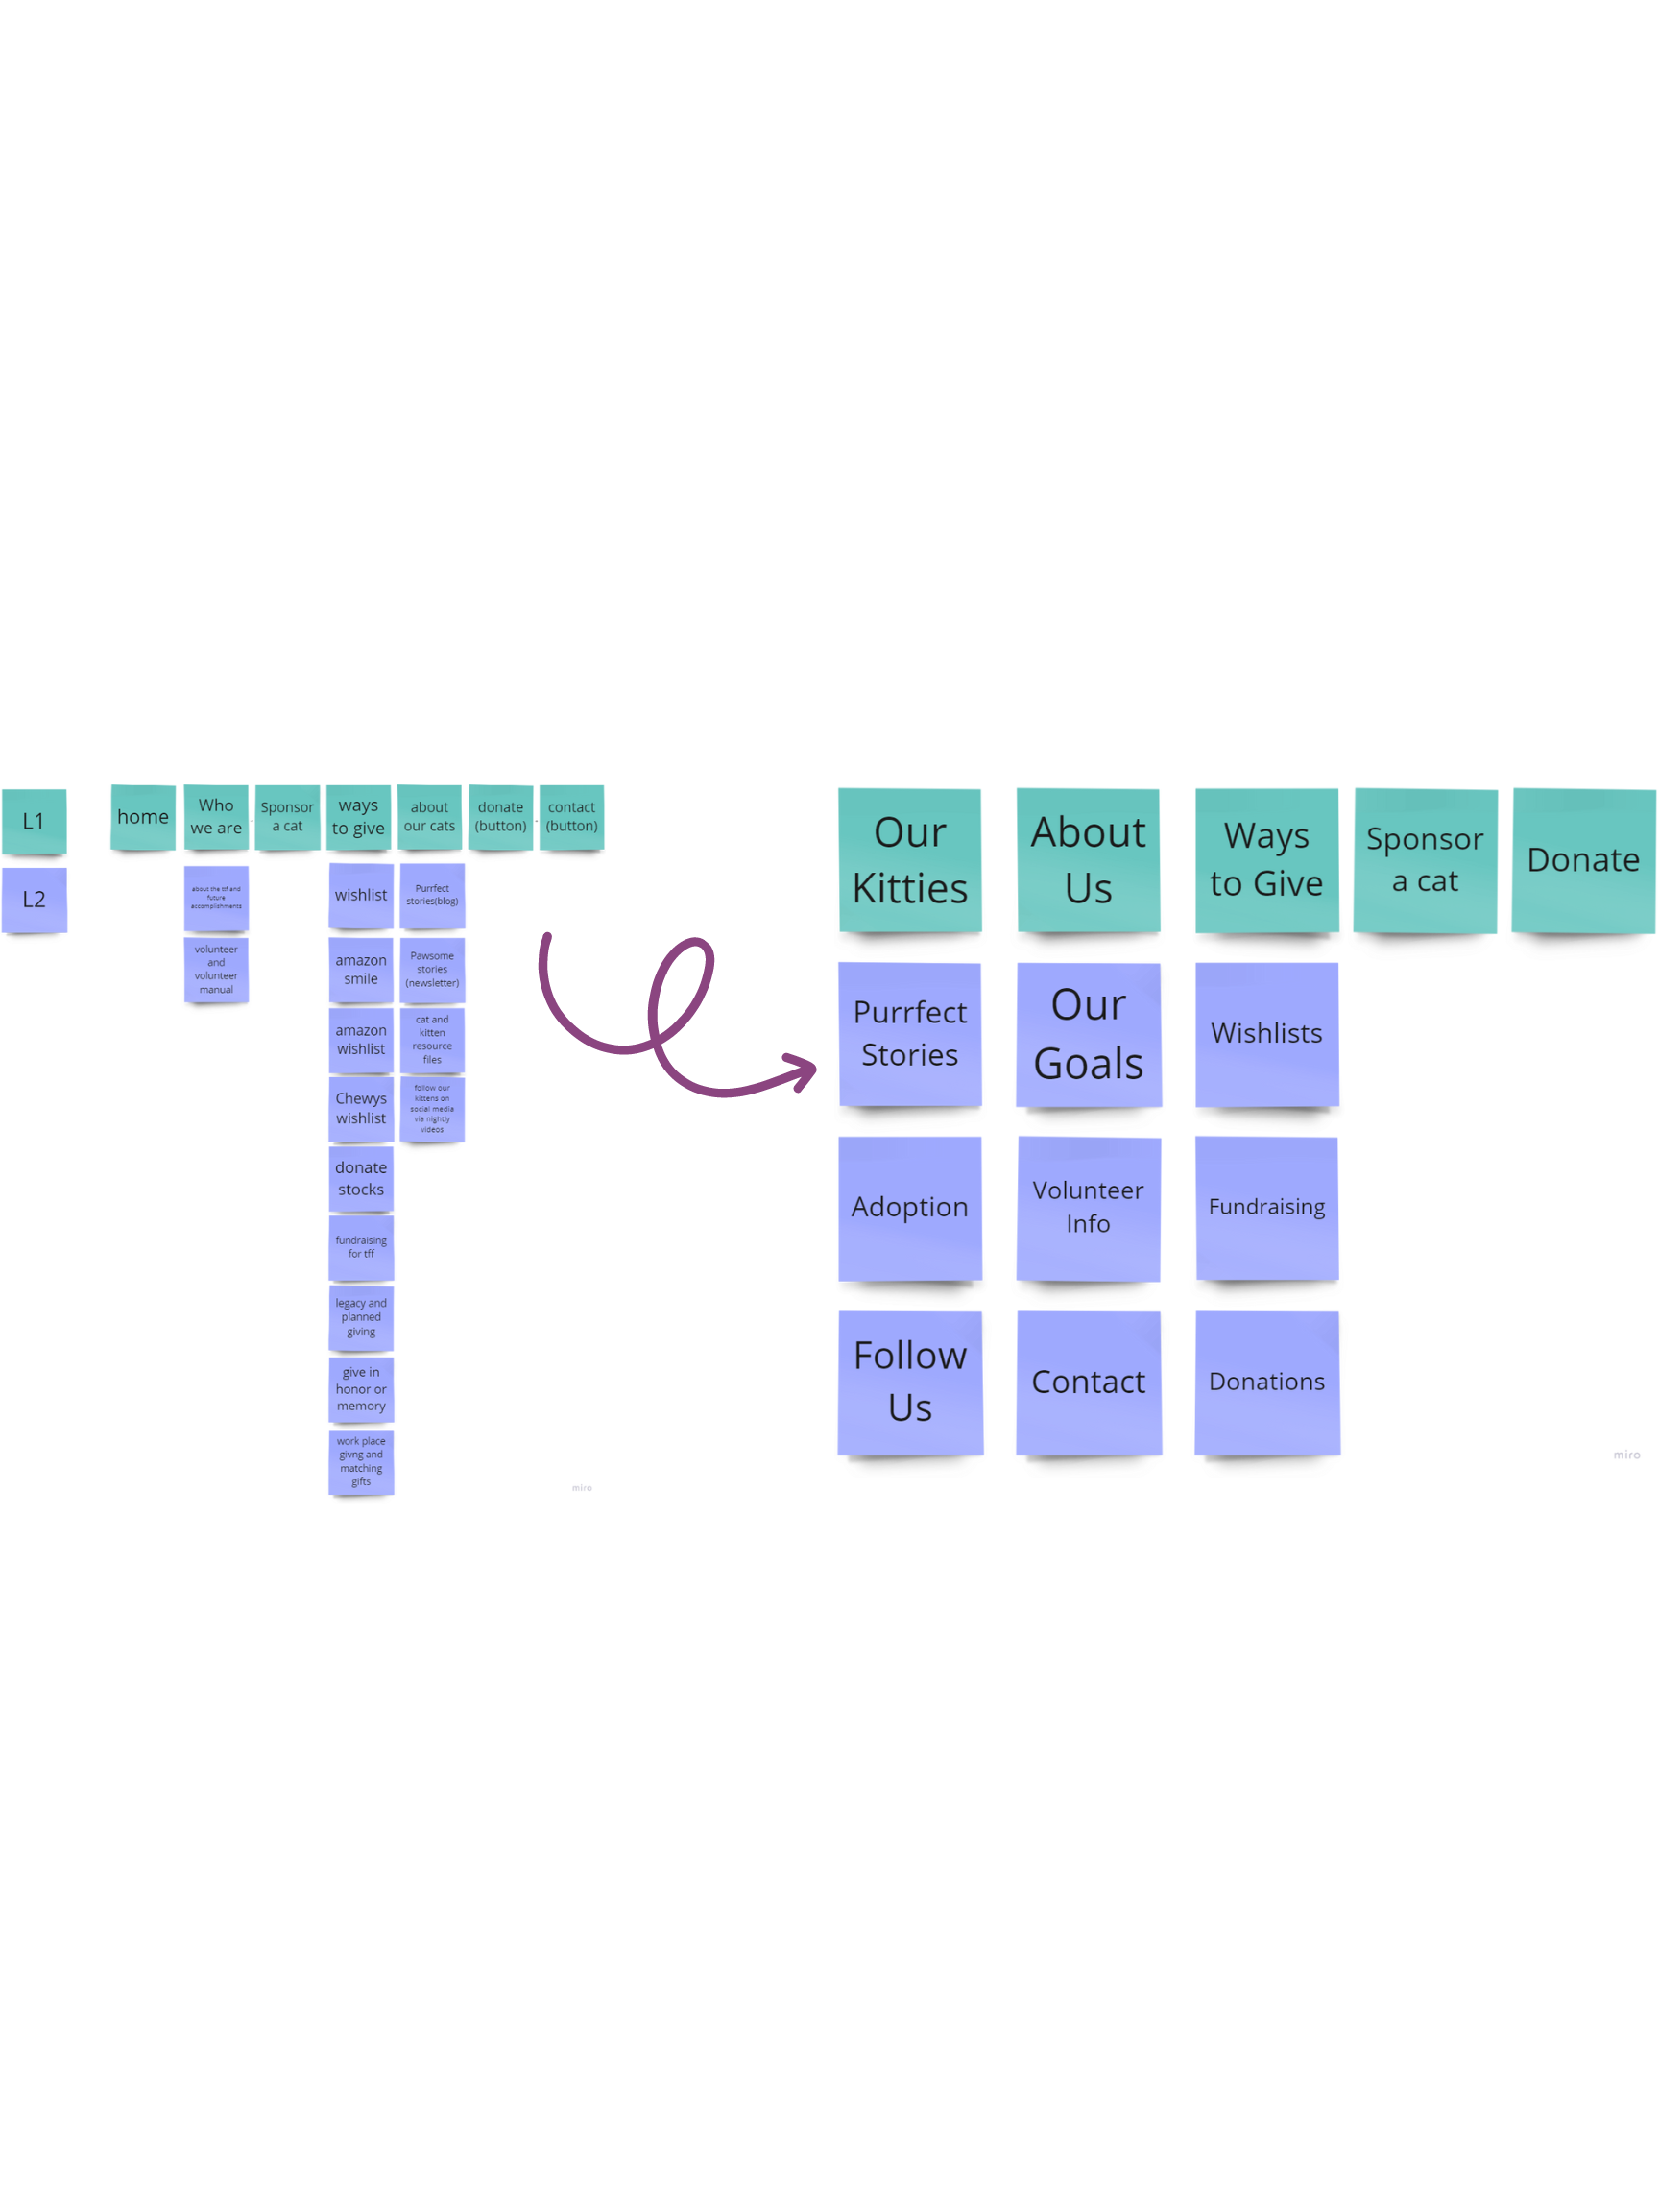 L1
L2
home
Who
we are
Sponsor
a cat
ways
to give
about
our cats
donate
(button)
contact
(button)
about the tff and
future
accomplishments
volunteer
and
volunteer
manual
wishlist
amazon
smile
amazon
wishlist
Chewys
wishlist
donate
stocks
fundraising
for tff
legacy and
planned
giving
give in
honor or
memory
work place
givng and
matching
gifts
Purrfect
stories(blog)
Pawsome
stories
(newsletter)
cat and
kitten
resource
files
follow our
kittens on
social media
via nightly
videos
miro
Our
Kitties
About
Us
Ways
to Give
Sponsor
a cat
Donate
Purrfect
Stories
Our
Goals
Wishlists
Adoption
Volunteer
Info
Fundraising
Follow
Us
Contact
Donations
miro